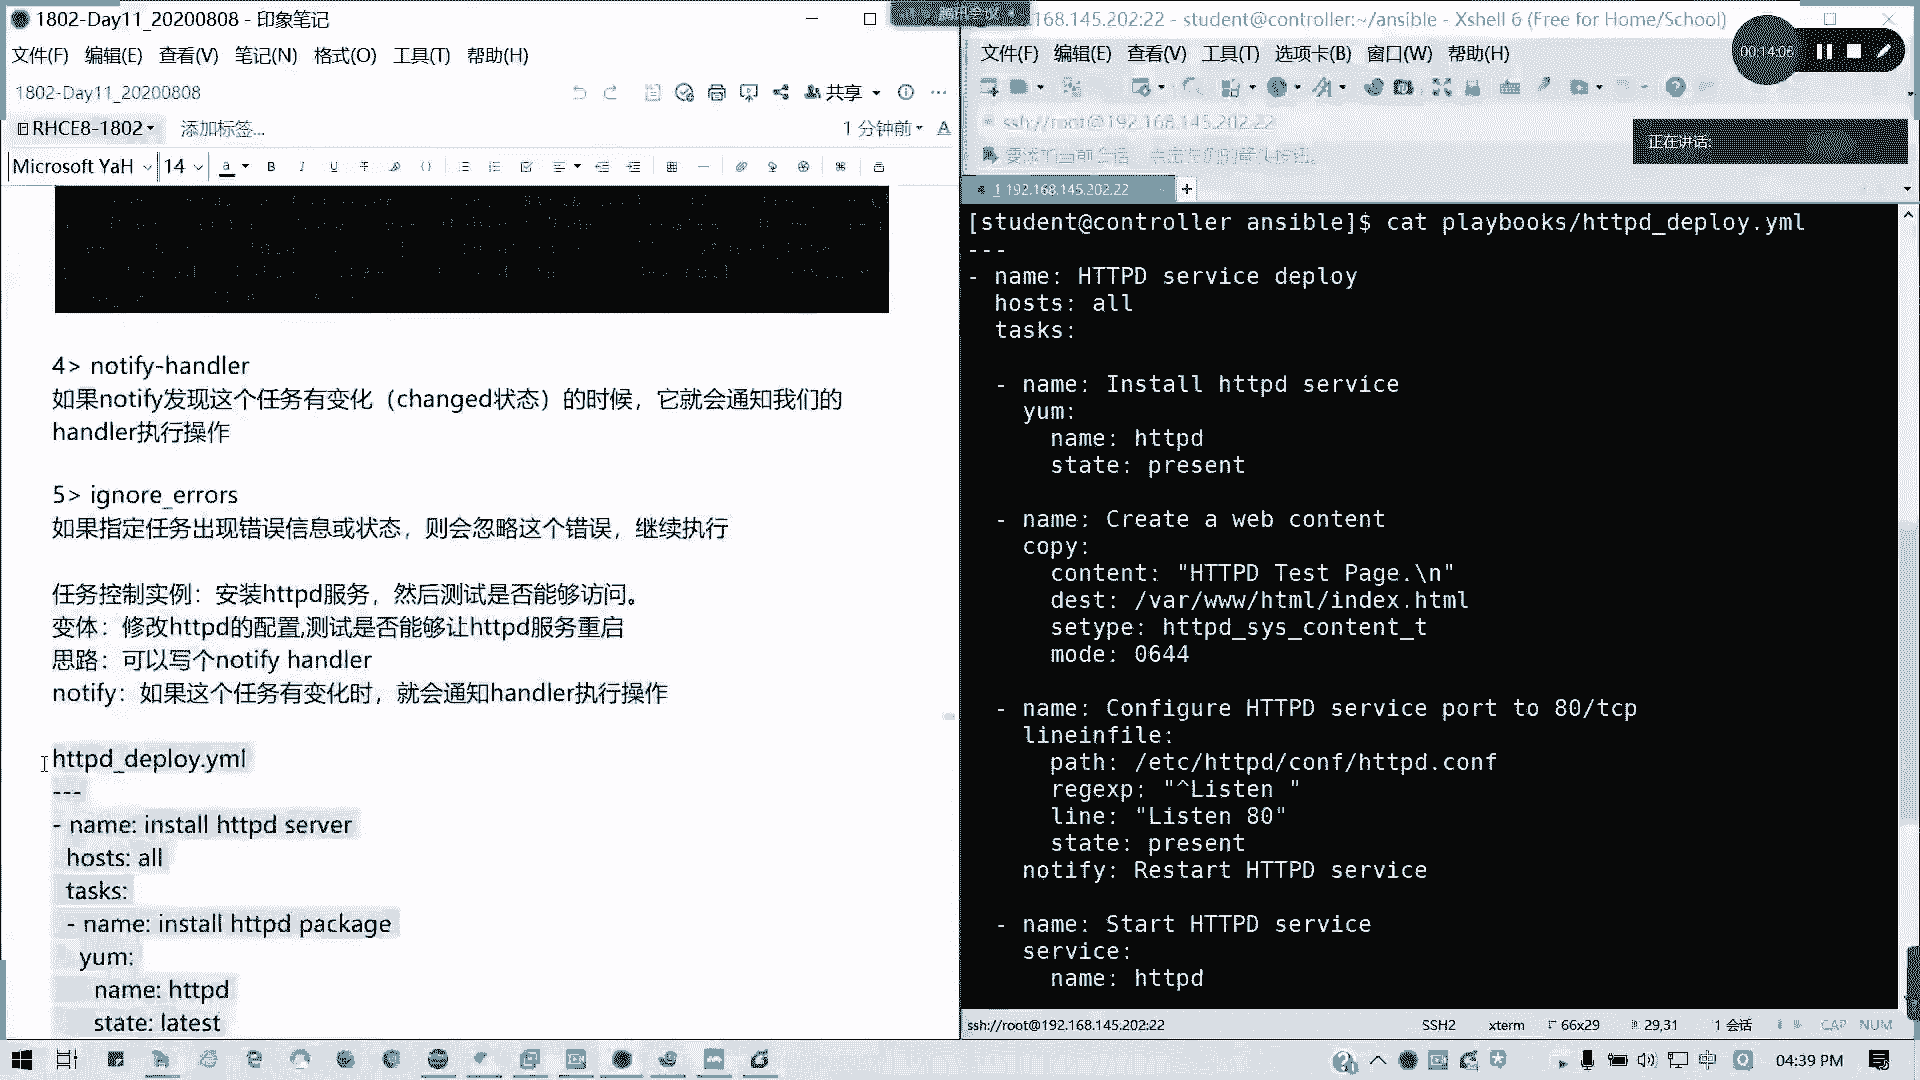 1802-Day11_20200808 - 印象笔记
文件(F) 编辑(E) 查看(V) 笔记(N) 格式(O) 工具(T) 帮助(H)
1802-Day11_20200808
共享
RHCE8-1802
添加标签...
1 分钟前
Microsoft YaH
14
4> notify-handler
如果notify发现这个任务有变化（changed状态）的时候，它就会通知我们的
handler执行操作
5> ignore_errors
如果指定任务出现错误信息或状态，则会忽略这个错误，继续执行
任务控制实例：安装httpd服务，然后测试是否能够访问。
变体：修改httpd的配置,测试是否能够让httpd服务重启
思路：可以写个notify handler
notify：如果这个任务有变化时，就会通知handler执行操作
httpd_deploy.yml
---
- name: install httpd server
hosts: all
tasks:
- name: install httpd package
yum:
name: httpd
state: latest
168.145.202:22 - student@controller:~/ansible - Xshell 6 (Free for Home/School)
文件(F) 编辑(E) 查看(V) 工具(T) 选项卡(B) 窗口(W) 帮助(H)
00:14:06
ssh://root@192.168.145.202:22
正在讲话:
1 192.168.145.202.22
[student@controller ansible]$ cat playbooks/httpd_deploy.yml
---
- name: HTTPD service deploy
hosts: all
tasks:
- name: Install httpd service
yum:
name: httpd
state: present
- name: Create a web content
copy:
content: "HTTPD Test Page.\n"
dest: /var/www/html/index.html
setype: httpd_sys_content_t
mode: 0644
- name: Configure HTTPD service port to 80/tcp
lineinfile:
path: /etc/httpd/conf/httpd.conf
regexp: "^Listen "
line: "Listen 80"
state: present
notify: Restart HTTPD service
- name: Start HTTPD service
service:
name: httpd
ssh://root@192.168.145.202:22
SSH2 xterm 66x29 29,31 1 会话 CAP NUM
中
04:39 PM